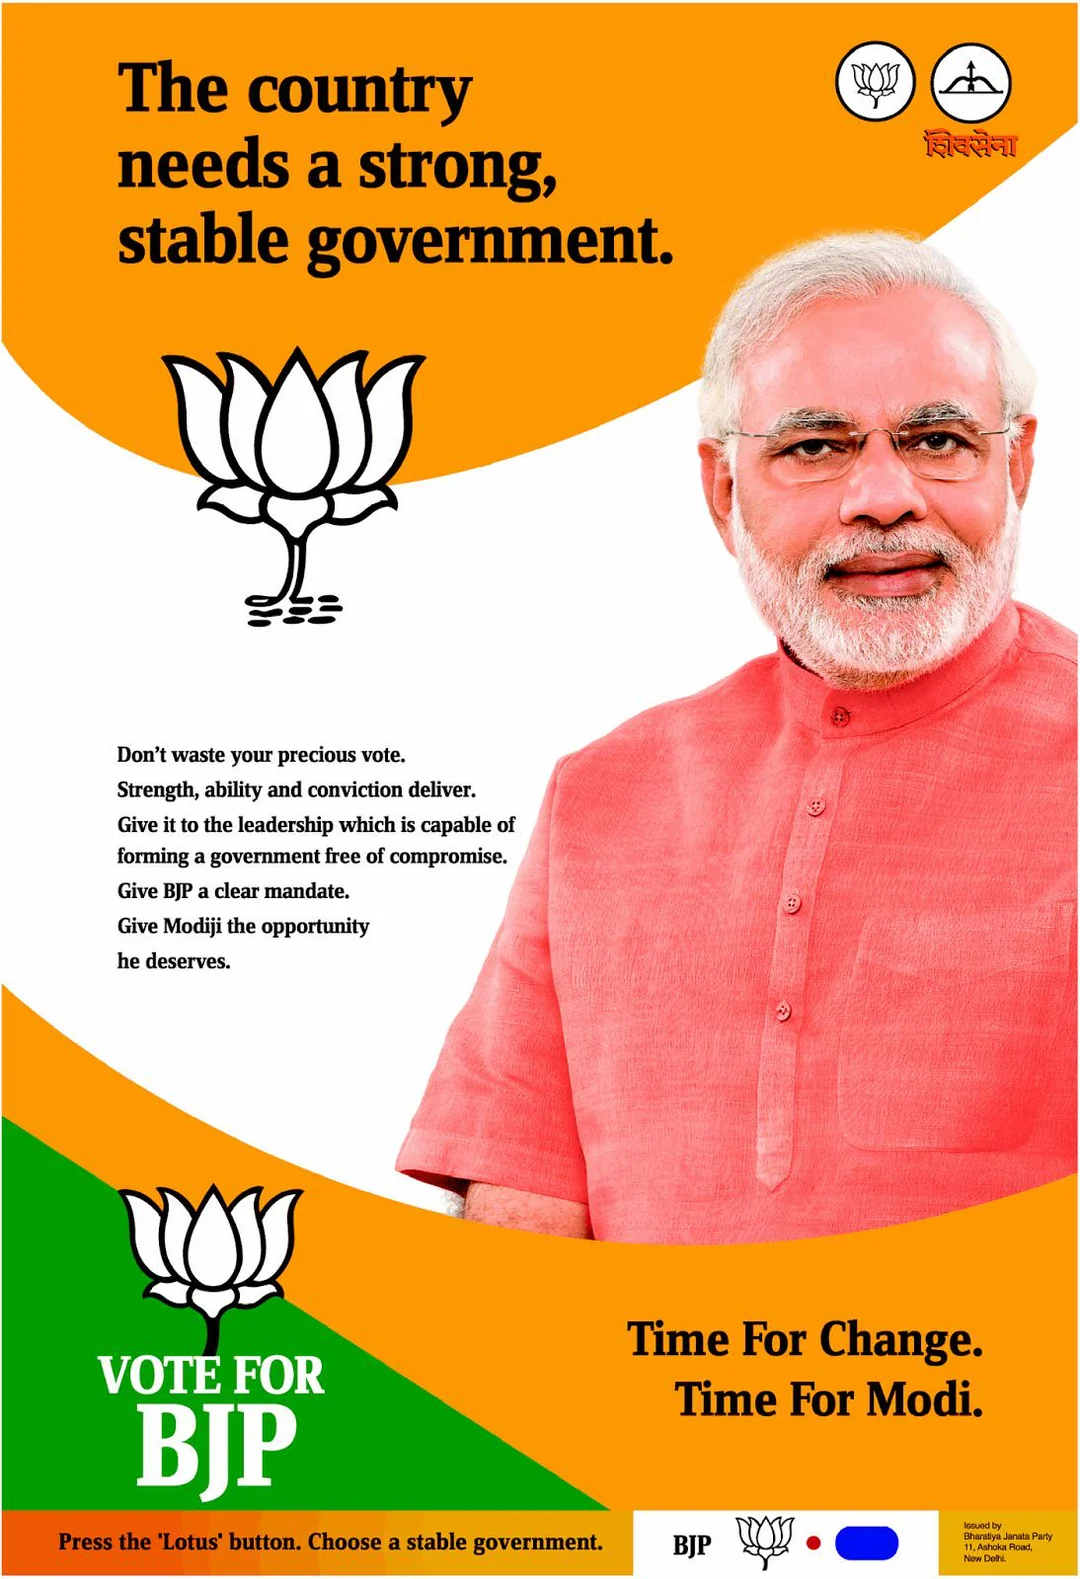 The country
needs a strong,
stable government.
शिवसेना
Don't waste your precious vote.
Strength, ability and conviction deliver.
Give it to the leadership which is capable of
forming a government free of compromise.
Give BJP a clear mandate.
Give Modiji the opportunity
he deserves.
VOTE FOR
BJP
Time For Change.
Time For Modi.
Press the 'Lotus' button. Choose a stable government.
BJP
Issued by
Bharatiya Janata Party
11, Ashoka Road,
New Delhi.